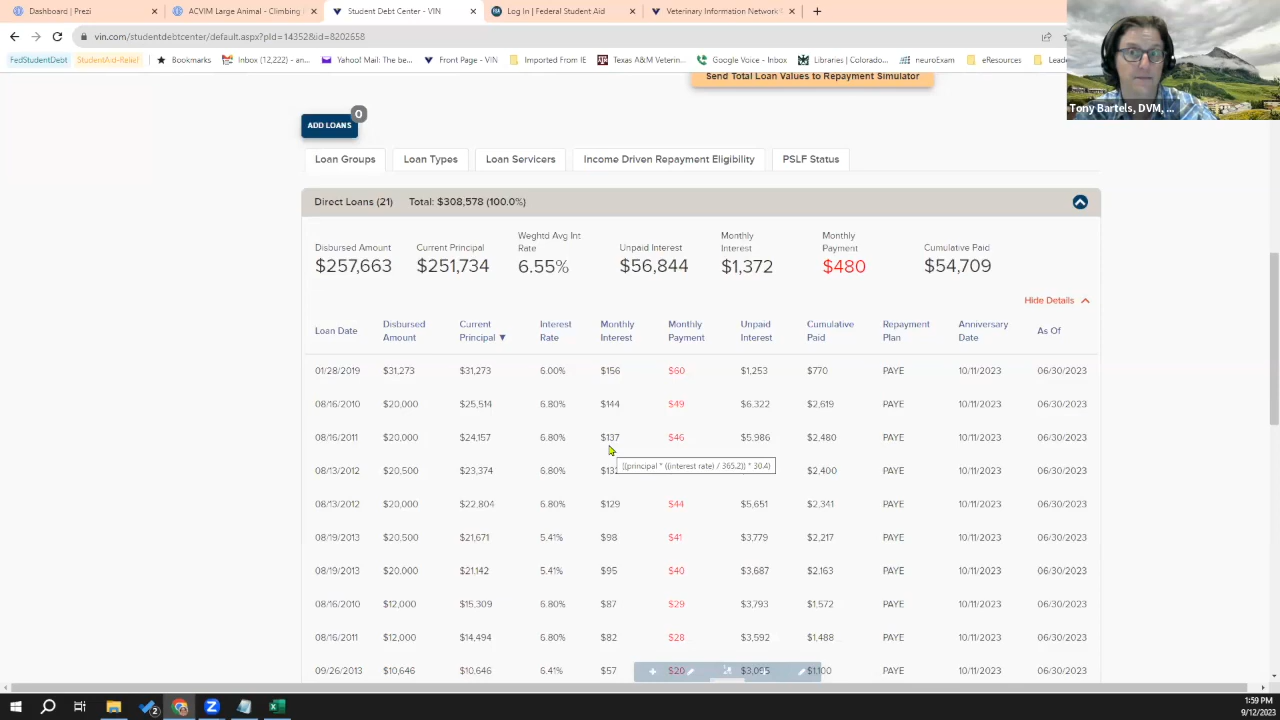 Dashboard | Prezi
ACVIM Large Animal - Climbing
Student Debt Center - VIN
Log In | Federal Student Aid
Veterinary Information Network
vin.com/studentdebtcenter/default.aspx?pId=14352&id=8202658
FedStudentDebt StudentAid-Relief Bookmarks Inbox (12,222) - an... Yahoo! Mail: The be... Front Page - VIN Imported From IE Texas A&M Veterin... Google Voice - Inbox Libraries | Colorado... neuroExam eResources Leade
Tony Bartels, DVM, ...
Send Total Loan Values to Repayment Simulator
0
ADD LOANS
Loan Groups Loan Types Loan Servicers Income Driven Repayment Eligibility PSLF Status
Direct Loans (21) Total: $308,578 (100.0%)
Disbursed Amount Current Principal Weghtd Avg Int Rate Unpaid Interest Monthly Interest Monthly Payment Cumulative Paid
$257,663 $251,734 6.55% $56,844 $1,372 $480 $54,709
Hide Details
Loan Date Disbursed Amount Current Principal ▼ Interest Rate Monthly Interest Monthly Payment Unpaid Interest Cumulative Paid Repayment Plan Anniversary Date As Of
01/28/2019 $31,273 $31,273 6.00% $156 $60 $1,253 $770 PAYE 10/11/2023 06/30/2023
08/16/2010 $20,000 $25,514 6.80% $144 $49 $6,322 $2,619 PAYE 10/11/2023 06/30/2023
08/16/2011 $20,000 $24,157 6.80% $137 $46 $5,986 $2,480 PAYE 10/11/2023 06/30/2023
((principal * ((interest rate) / 365.2)) * 30.4)
08/13/2012 $20,500 $23,374 6.80% $2,400 PAYE 10/11/2023 06/30/2023
08/13/2012 $20,000 $22,804 6.80% $129 $44 $5,651 $2,341 PAYE 10/11/2023 06/30/2023
08/19/2013 $20,500 $21,671 5.41% $98 $41 $3,779 $2,217 PAYE 10/11/2023 06/30/2023
08/19/2013 $20,000 $21,142 5.41% $95 $40 $3,687 $2,163 PAYE 10/11/2023 06/30/2023
08/16/2010 $12,000 $15,309 6.80% $87 $29 $3,793 $1,572 PAYE 10/11/2023 06/30/2023
08/16/2011 $12,000 $14,494 6.80% $82 $28 $3,592 $1,488 PAYE 10/11/2023 06/30/2023
09/26/2013 $10,646 $10,646 6.41% $57 $20 $3,095 $1,100 PAYE 10/11/2023 06/30/2023
1:59 PM
9/12/2023